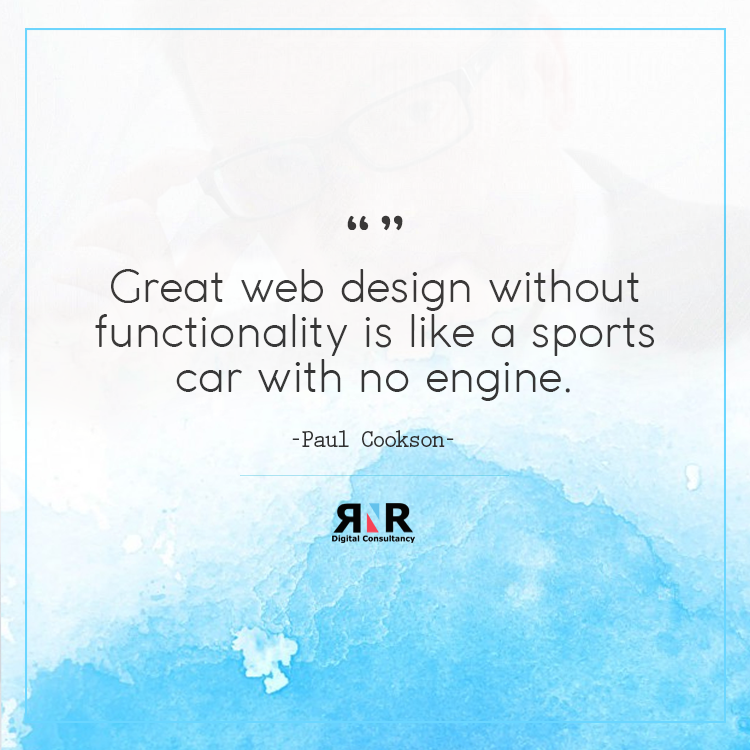 “ ”
Great web design without
functionality is like a sports
car with no engine.
-Paul Cookson-
RNR
Digital Consultancy